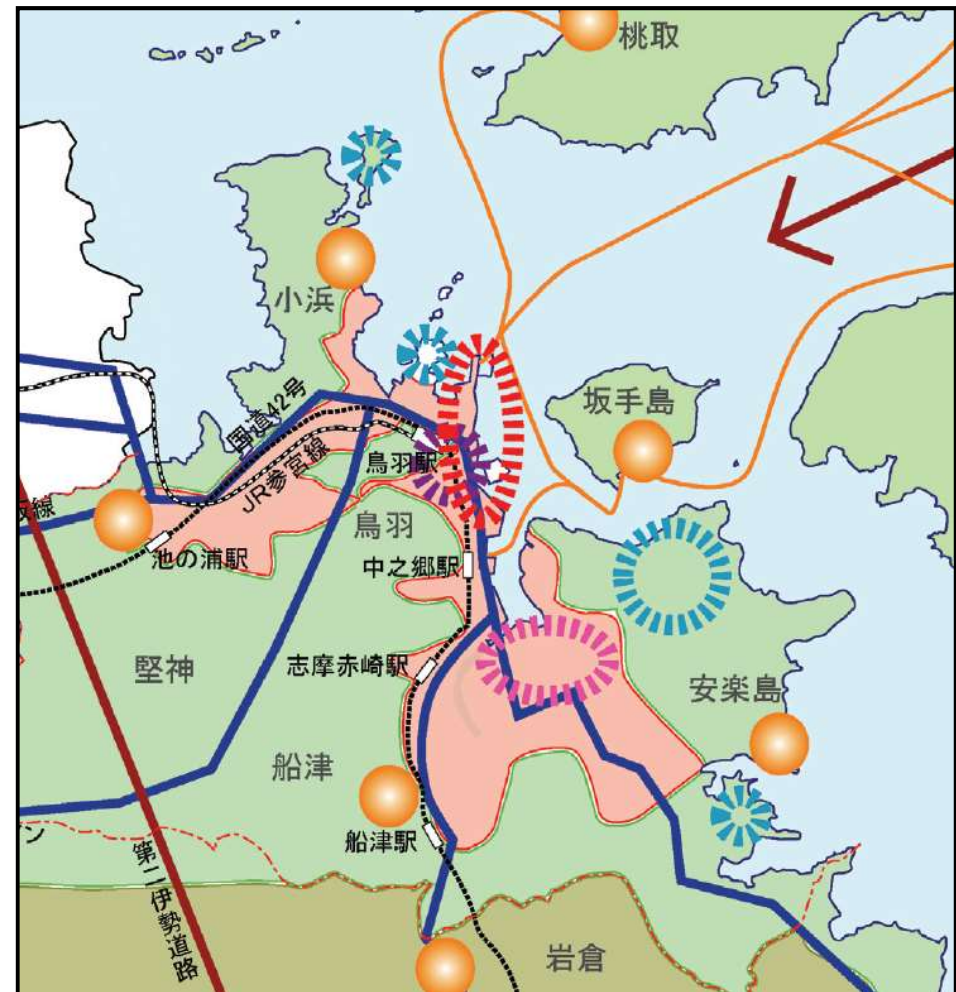 桃取
小浜
国道42号
坂手島
JR参宮線
鳥羽駅
線
鳥羽
池の浦駅
中之郷駅
堅神
志摩赤崎駅
安楽島
船津
船津駅
ン
第二伊勢道路
岩倉